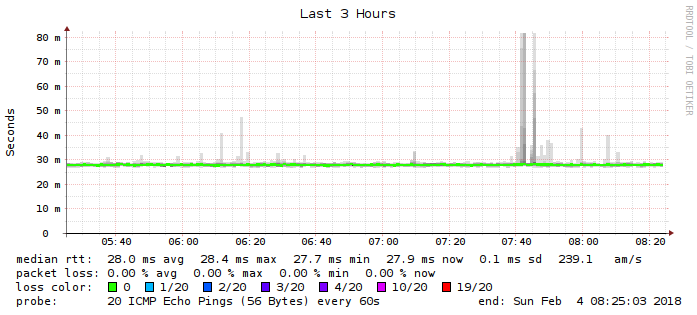 Last 3 Hours
RRDTOOL / TOBI OETIKER
Seconds
80 m
70 m
60 m
50 m
40 m
30 m
20 m
10 m
0
05:40 06:00 06:20 06:40 07:00 07:20 07:40 08:00 08:20
median rtt: 28.0 ms avg 28.4 ms max 27.7 ms min 27.9 ms now 0.1 ms sd 239.1 am/s
packet loss: 0.00 % avg 0.00 % max 0.00 % min 0.00 % now
loss color: 0 1/20 2/20 3/20 4/20 10/20 19/20
probe: 20 ICMP Echo Pings (56 Bytes) every 60s end: Sun Feb 4 08:25:03 2018